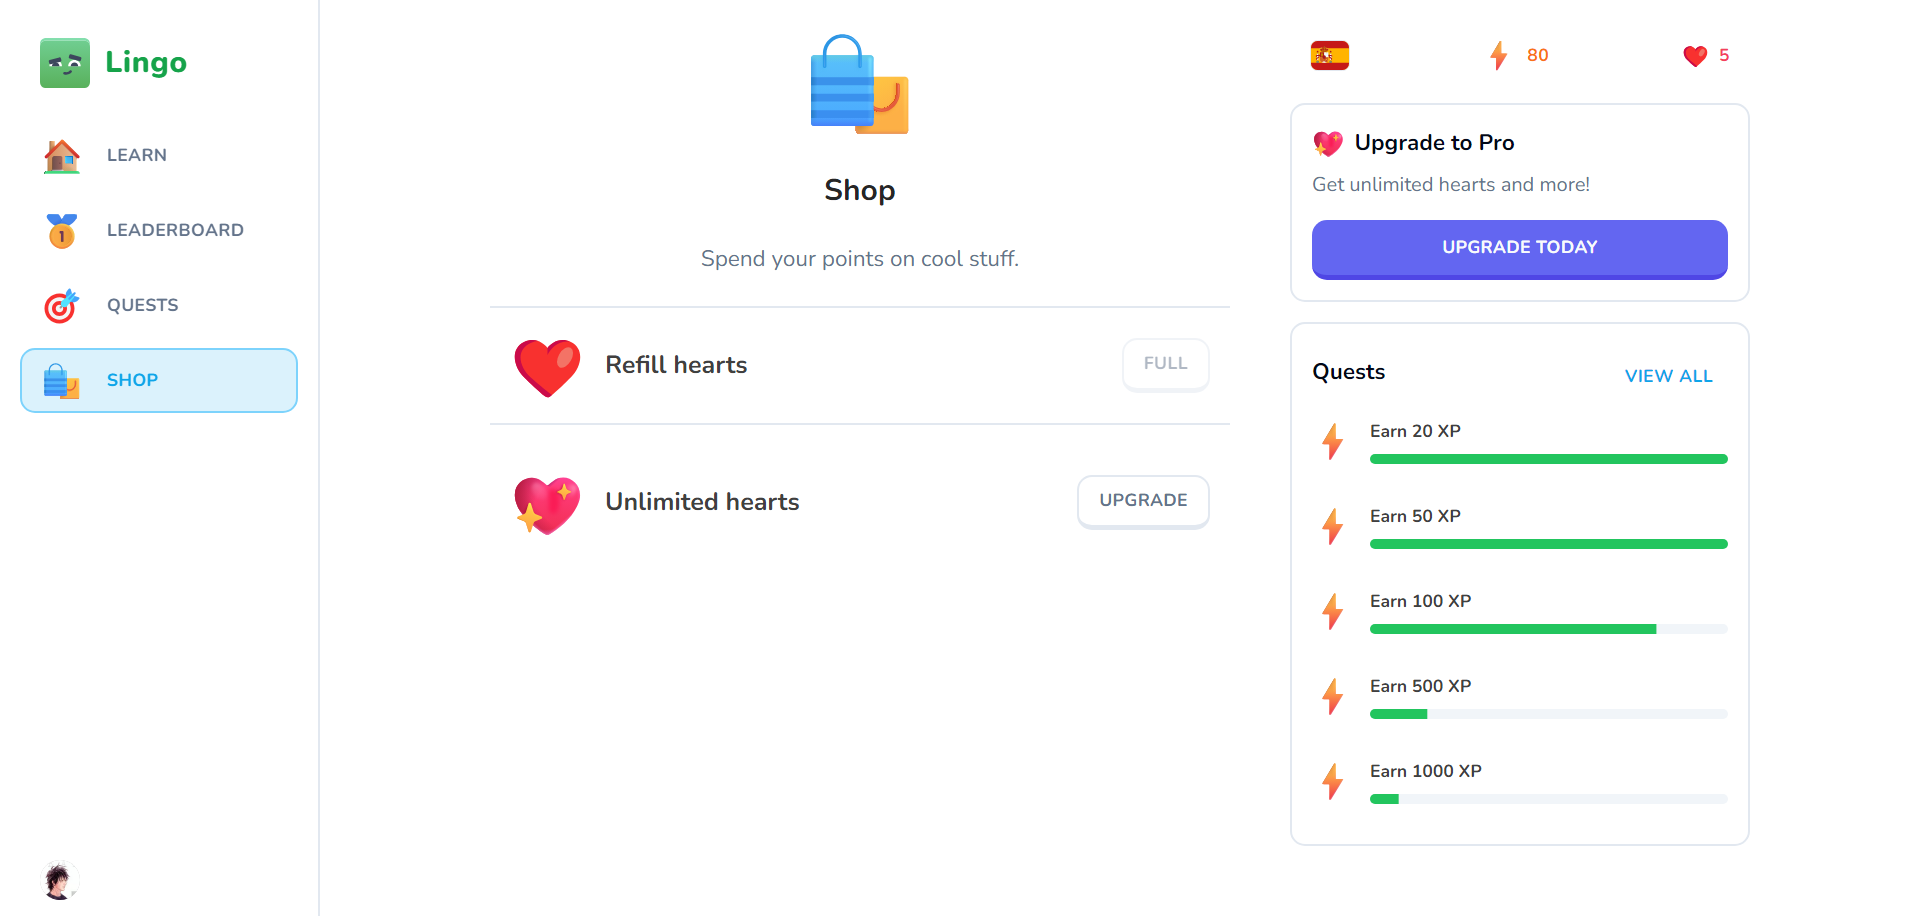 Lingo
LEARN
LEADERBOARD
1
QUESTS
SHOP
Shop
Spend your points on cool stuff.
Refill hearts
FULL
Unlimited hearts
UPGRADE
80
5
Upgrade to Pro
Get unlimited hearts and more!
UPGRADE TODAY
Quests
VIEW ALL
Earn 20 XP
Earn 50 XP
Earn 100 XP
Earn 500 XP
Earn 1000 XP